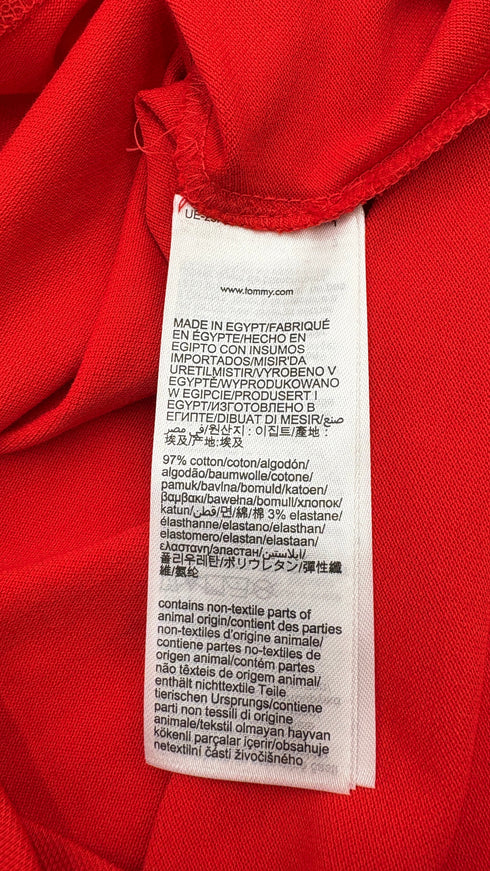 www.tommy.com
MADE IN EGYPT/FABRIQUÉ
EN ÉGYPTE/HECHO EN
EGIPTO CON INSUMOS
IMPORTADOS/MISIR'DA
URETILMISTIR/VYROBENO V
EGYPTĚ/WYPRODUKOWANO
W EGIPCIE/PRODUSERT I
EGYPT/ИЗГОТОВЛЕНО В
ЕГИПТЕ/DIBUAT DI MESIR/صنع
في مصر/원산지 : 이집트/產地 :
埃及/产地:埃及
97% cotton/coton/algodón/
algodão/baumwolle/cotone/
pamuk/bavlna/bomuld/katoen/
βαμβακι/bawełna/bomull/хлопок/
katun/قطن/면/綿/棉 3% elastane/
élasthanne/elastano/elasthan/
elastomero/elastan/elastaan/
ελαστανη/эластан/ايلاستين/
폴리우레탄/ポリウレタン/彈性纖
維/氨纶
contains non-textile parts of
animal origin/contient des parties
non-textiles d'origine animale/
contiene partes no-textiles de
origen animal/contém partes
não têxteis de origem animal/
enthält nichttextile Teile
tierischen Ursprungs/contiene
parti non tessili di origine
animale/tekstil olmayan hayvan
kökenli parçalar içerir/obsahuje
netextilní části živočišného